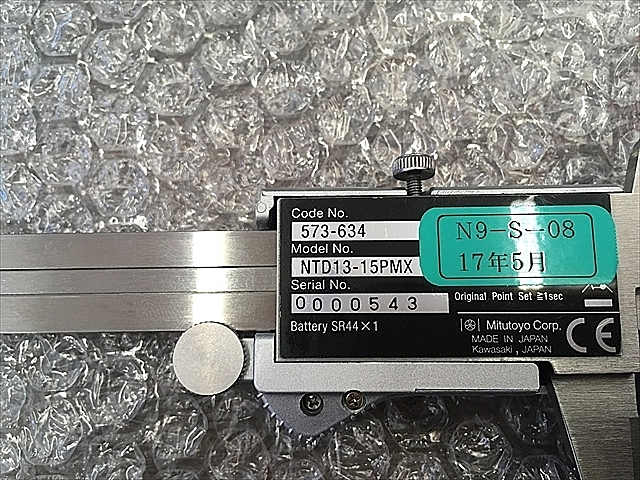 Code No.
573-634
Model No.
NTD13-15PMX
Serial No.
0000543
Battery SR44×1
N9-S-08
17年5月
Original Point Set ≧1sec
Mitutoyo Corp.
MADE IN JAPAN
Kawasaki, JAPAN
CE